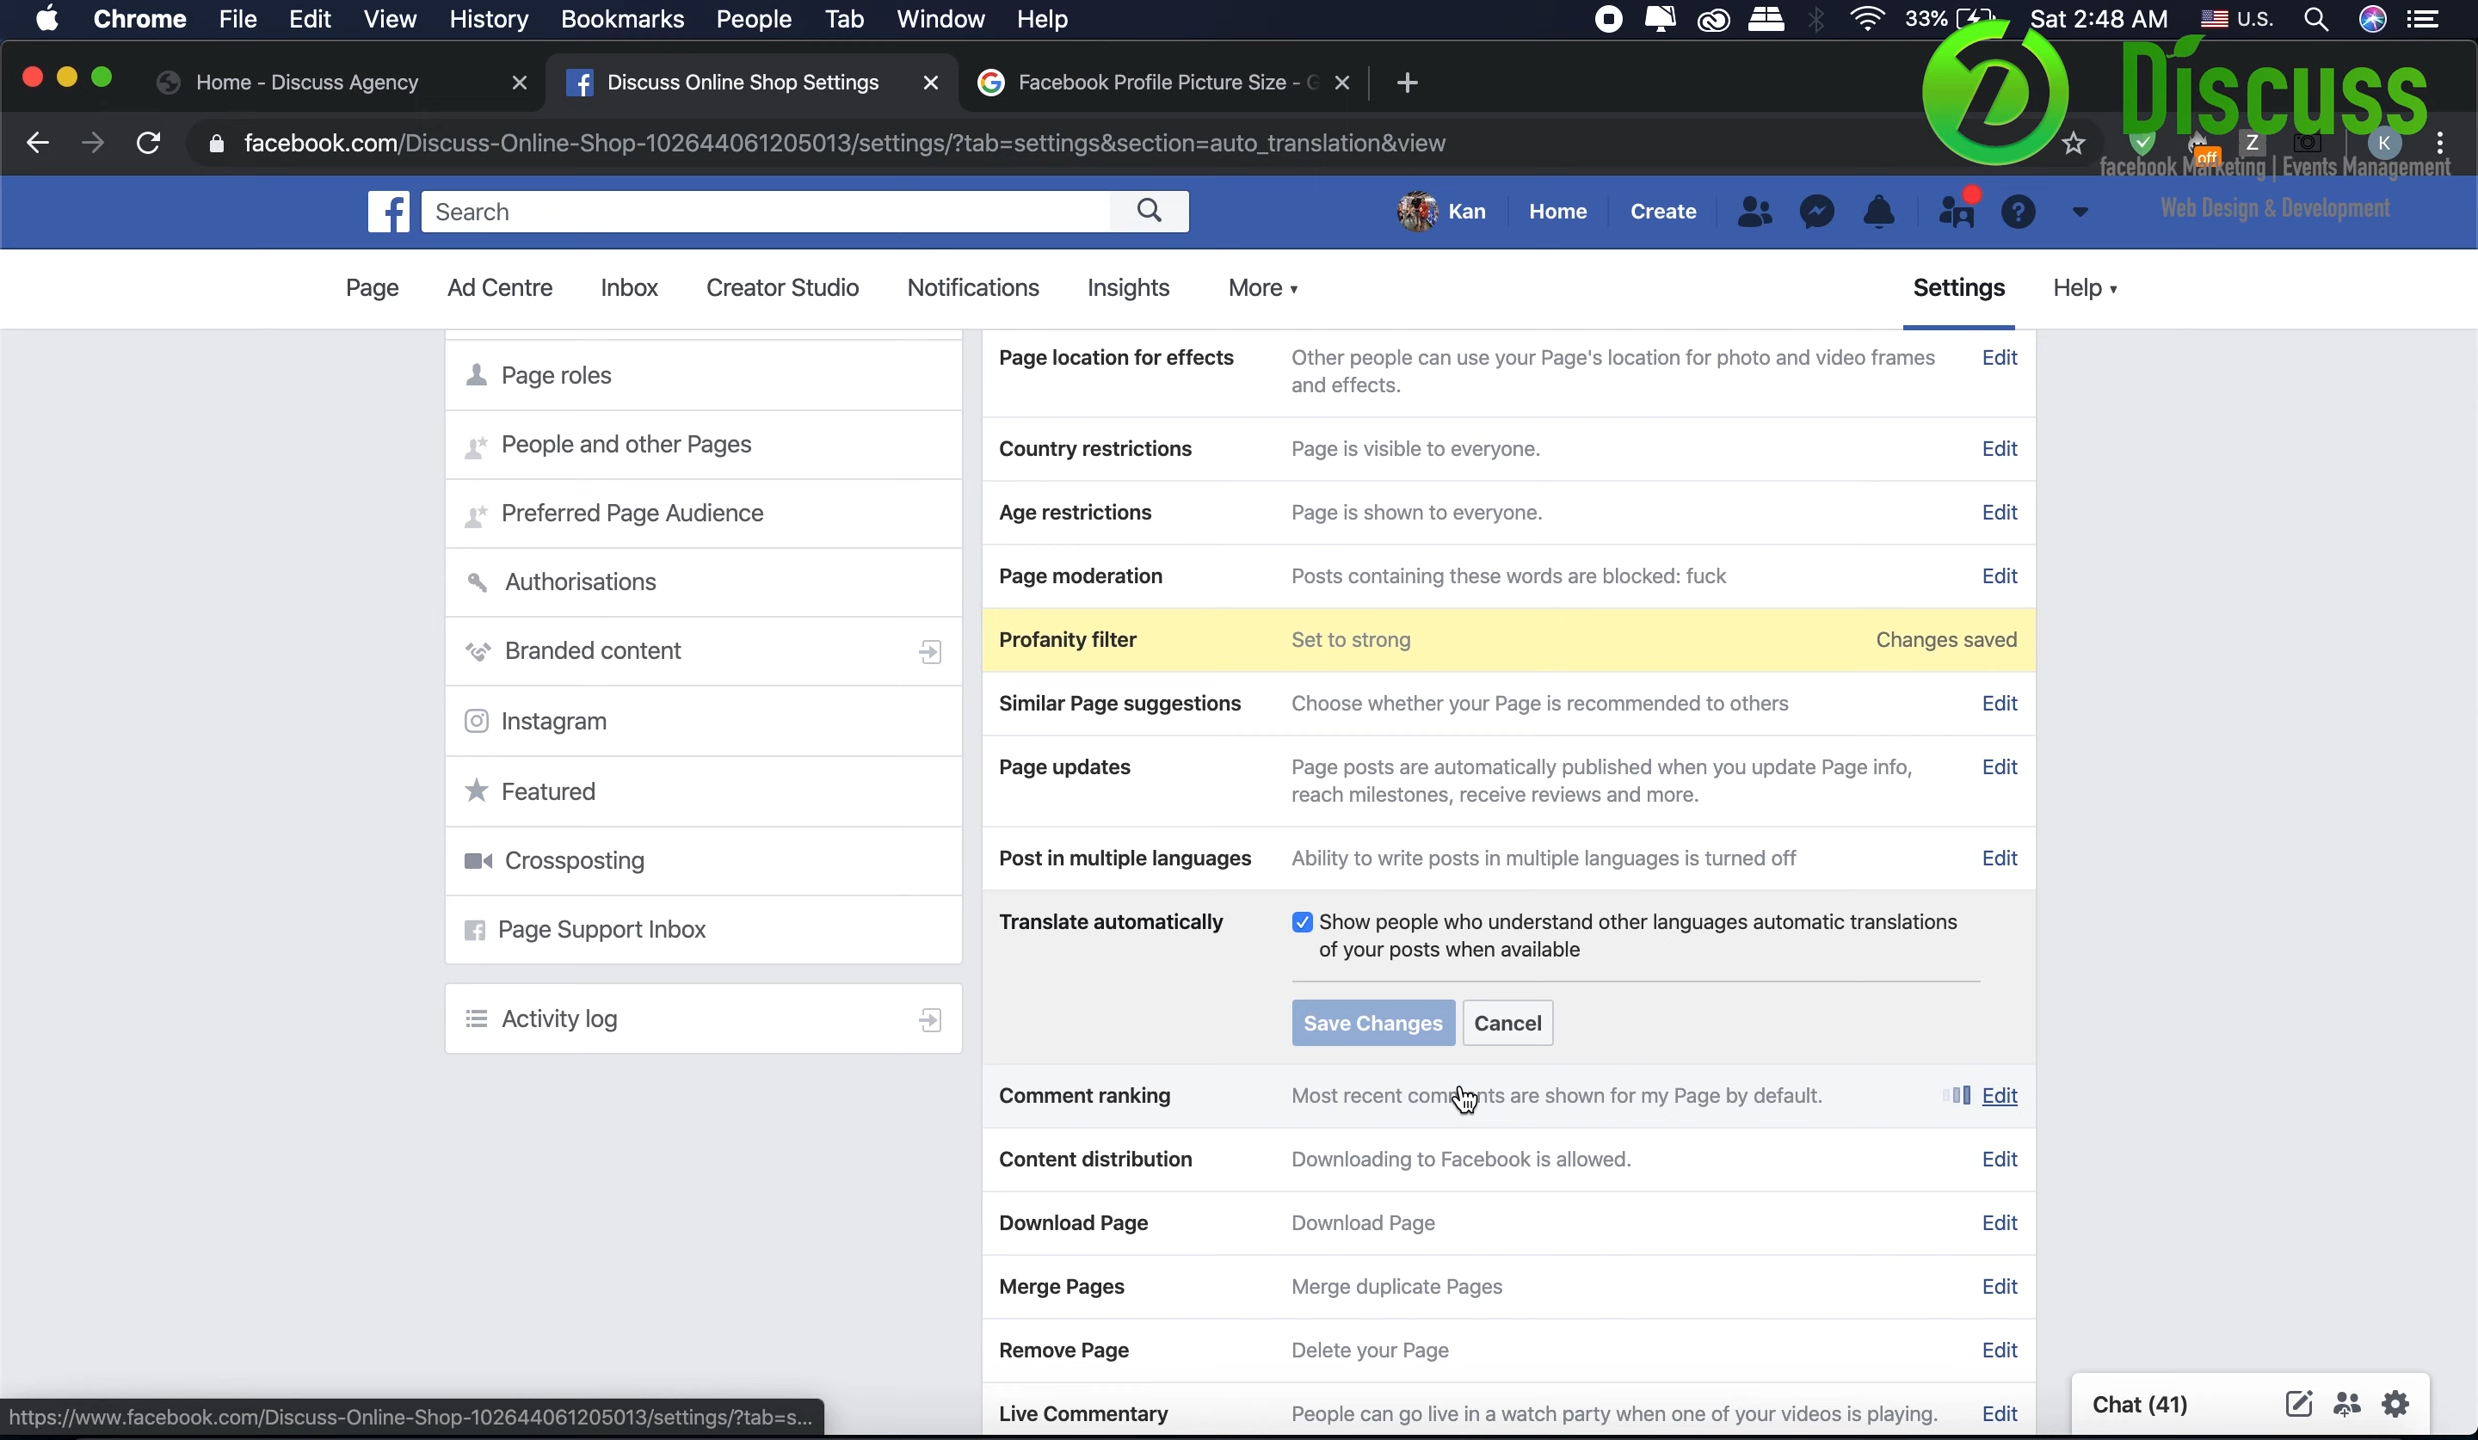 Chrome File Edit View History Bookmarks People Tab Window Help 33% Sat 2:48 AM U.S.
Home - Discuss Agency Discuss Online Shop Settings Facebook Profile Picture Size - G
Discuss
facebook.com/Discuss-Online-Shop-102644061205013/settings/?tab=settings&section=auto_translation&view off Z K
facebook Marketing | Events Management
Web Design & Development
Search Kan Home Create
Page Ad Centre Inbox Creator Studio Notifications Insights More Settings Help
Page roles
People and other Pages
Preferred Page Audience
Authorisations
Branded content
Instagram
Featured
Crossposting
Page Support Inbox
Activity log
Page location for effects Other people can use your Page's location for photo and video frames Edit
and effects.
Country restrictions Page is visible to everyone. Edit
Age restrictions Page is shown to everyone. Edit
Page moderation Posts containing these words are blocked: fuck Edit
Profanity filter Set to strong Changes saved
Similar Page suggestions Choose whether your Page is recommended to others Edit
Page updates Page posts are automatically published when you update Page info, Edit
reach milestones, receive reviews and more.
Post in multiple languages Ability to write posts in multiple languages is turned off Edit
Translate automatically Show people who understand other languages automatic translations
of your posts when available
Save Changes Cancel
Comment ranking Most recent comments are shown for my Page by default. Edit
Content distribution Downloading to Facebook is allowed. Edit
Download Page Download Page Edit
Merge Pages Merge duplicate Pages Edit
Remove Page Delete your Page Edit
Live Commentary People can go live in a watch party when one of your videos is playing. Edit
Chat (41)
https://www.facebook.com/Discuss-Online-Shop-102644061205013/settings/?tab=s...